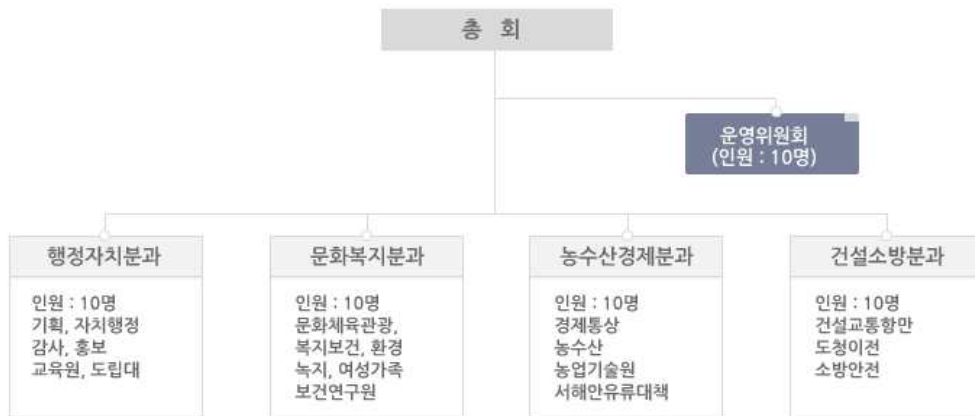 총 회
운영위원회
(인원 : 10명)
행정자치분과
인원 : 10명
기획, 자치행정
감사, 홍보
교육원, 도립대
문화복지분과
인원 : 10명
문화체육관광,
복지보건, 환경
녹지, 여성가족
보건연구원
농수산경제분과
인원 : 10명
경제통상
농수산
농업기술원
서해안유류대책
건설소방분과
인원 : 10명
건설교통항만
도청이전
소방안전